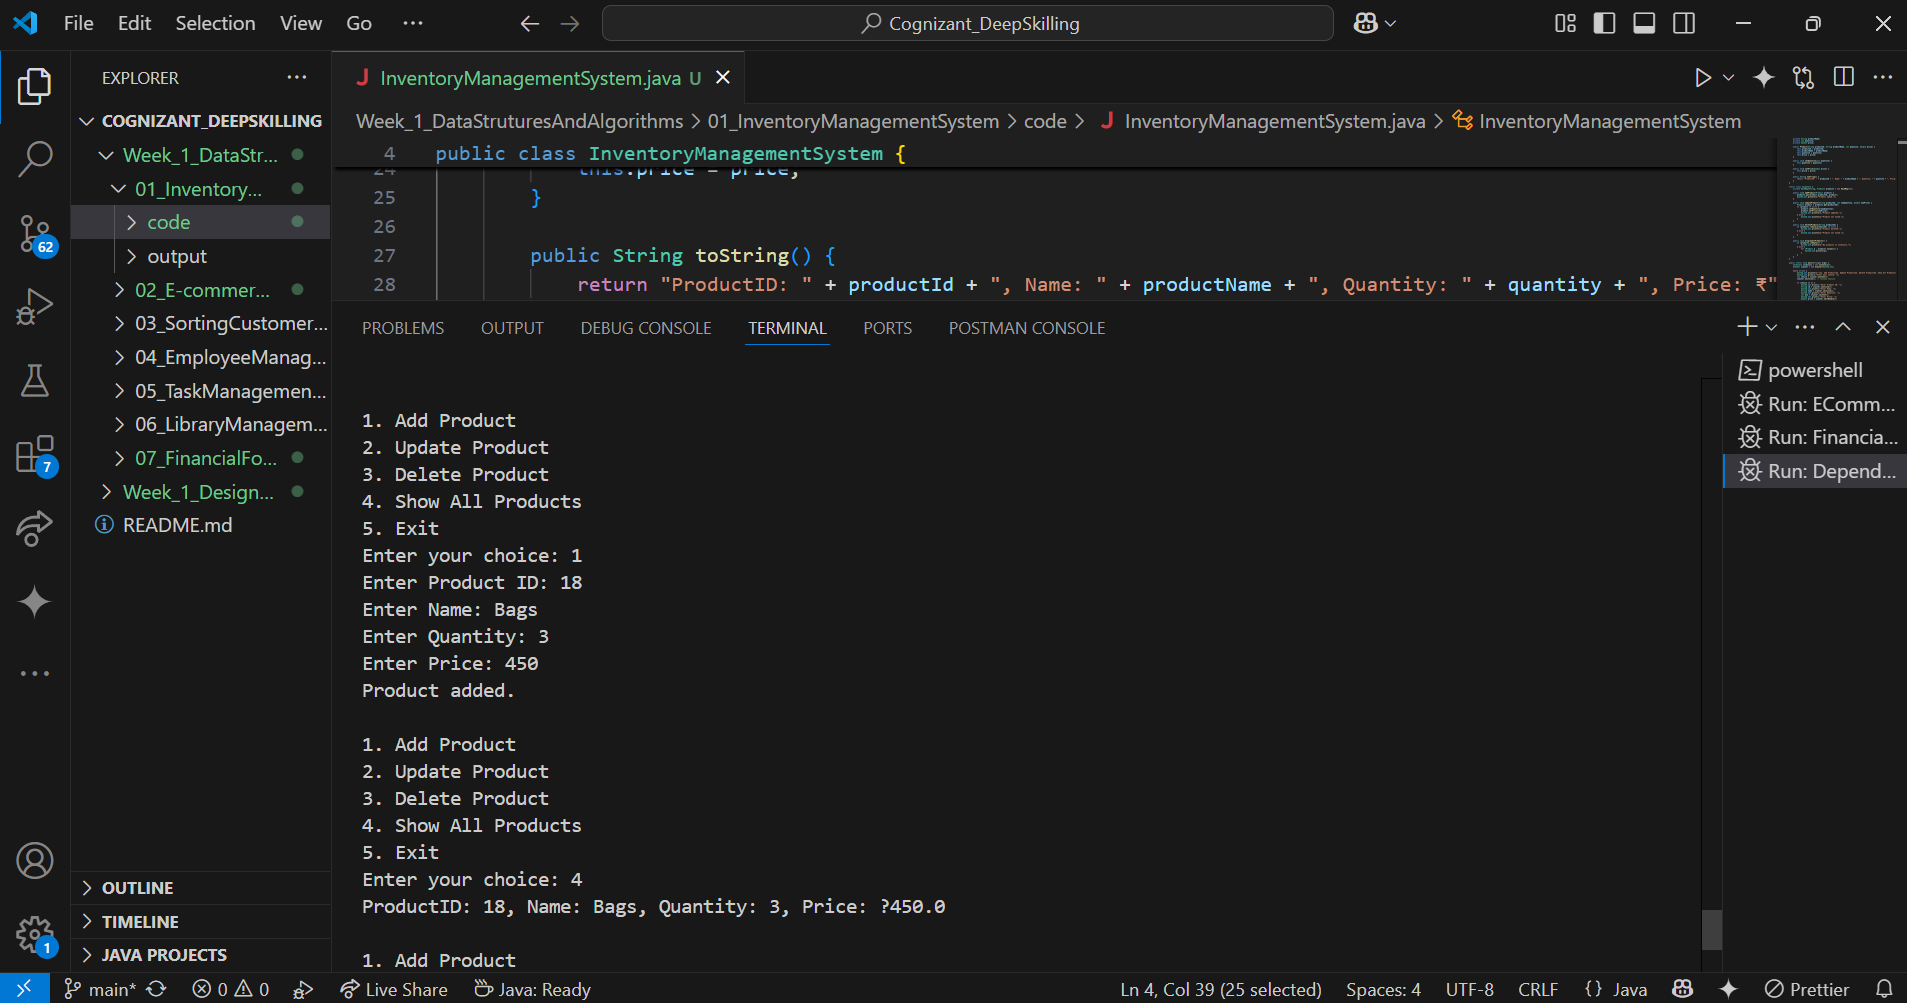 File Edit Selection View Go ··· Cognizant_DeepSkilling
EXPLORER ···
COGNIZANT_DEEPSKILLING
Week_1_DataStr...
01_Inventory...
code
output
02_E-commer...
03_SortingCustomer...
04_EmployeeManag...
05_TaskManagemen...
06_LibraryManagem...
07_FinancialFo...
Week_1_Design...
README.md
OUTLINE
TIMELINE
JAVA PROJECTS
62
7
1
InventoryManagementSystem.java U
Week_1_DataStruturesAndAlgorithms > 01_InventoryManagementSystem > code > InventoryManagementSystem.java > InventoryManagementSystem
4 public class InventoryManagementSystem {
24 this.price = price;
25 }
26
27 public String toString() {
28 return "ProductID: " + productId + ", Name: " + productName + ", Quantity: " + quantity + ", Price: ₹"
PROBLEMS OUTPUT DEBUG CONSOLE TERMINAL PORTS POSTMAN CONSOLE
1. Add Product
2. Update Product
3. Delete Product
4. Show All Products
5. Exit
Enter your choice: 1
Enter Product ID: 18
Enter Name: Bags
Enter Quantity: 3
Enter Price: 450
Product added.
1. Add Product
2. Update Product
3. Delete Product
4. Show All Products
5. Exit
Enter your choice: 4
ProductID: 18, Name: Bags, Quantity: 3, Price: ?450.0
1. Add Product
powershell
Run: EComm...
Run: Financia...
Run: Depend...
main* 0 0 Live Share Java: Ready Ln 4, Col 39 (25 selected) Spaces: 4 UTF-8 CRLF {} Java Prettier